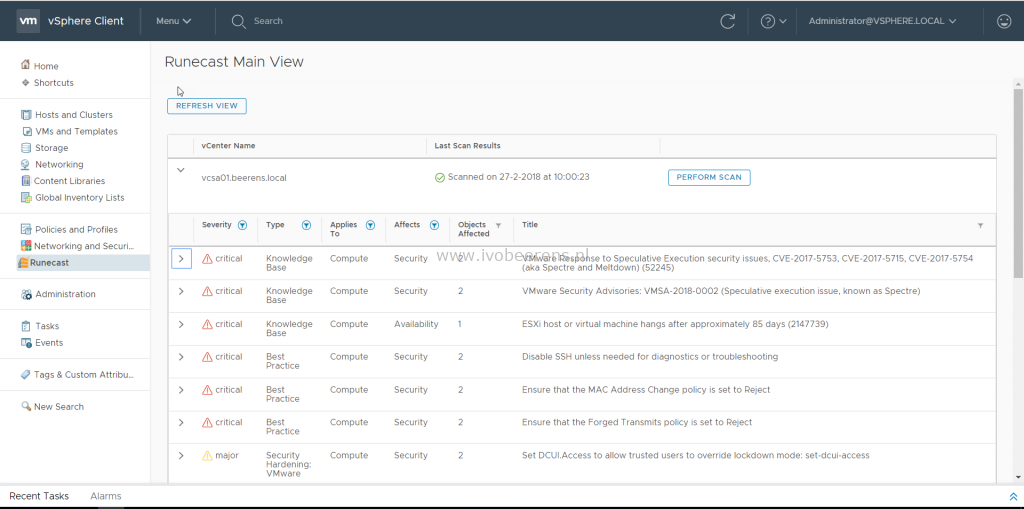 vm vSphere Client Menu Search Administrator@VSPHERE.LOCAL
Home
Shortcuts
Hosts and Clusters
VMs and Templates
Storage
Networking
Content Libraries
Global Inventory Lists
Policies and Profiles
Networking and Securi...
Runecast
Administration
Tasks
Events
Tags & Custom Attribu...
New Search
Runecast Main View
REFRESH VIEW
vCenter Name Last Scan Results
vcsa01.beerens.local Scanned on 27-2-2018 at 10:00:23 PERFORM SCAN
Severity Type Applies To Affects Objects Affected Title
critical Knowledge Base Compute Security 2 VMware Response to Speculative Execution security issues, CVE-2017-5753, CVE-2017-5715, CVE-2017-5754
(aka Spectre and Meltdown) (52245)
www.ivobeerens.nl
critical Knowledge Base Compute Security 2 VMware Security Advisories: VMSA-2018-0002 (Speculative execution issue, known as Spectre)
critical Knowledge Base Compute Availability 1 ESXi host or virtual machine hangs after approximately 85 days (2147739)
critical Best Practice Compute Security 2 Disable SSH unless needed for diagnostics or troubleshooting
critical Best Practice Compute Security 2 Ensure that the MAC Address Change policy is set to Reject
critical Best Practice Compute Security 2 Ensure that the Forged Transmits policy is set to Reject
major Security Hardening: VMware Compute Security 2 Set DCUI.Access to allow trusted users to override lockdown mode: set-dcui-access
Recent Tasks Alarms